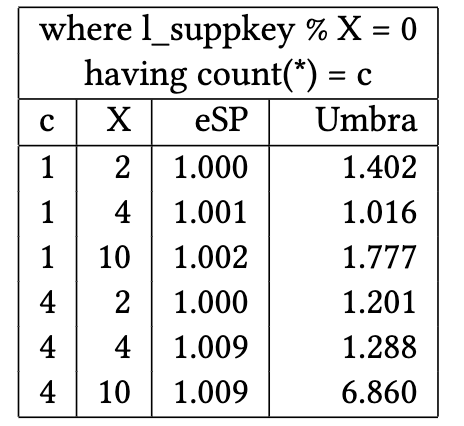 where l_suppkey % X = 0
having count(*) = c
c X eSP Umbra
1 2 1.000 1.402
1 4 1.001 1.016
1 10 1.002 1.777
4 2 1.000 1.201
4 4 1.009 1.288
4 10 1.009 6.860